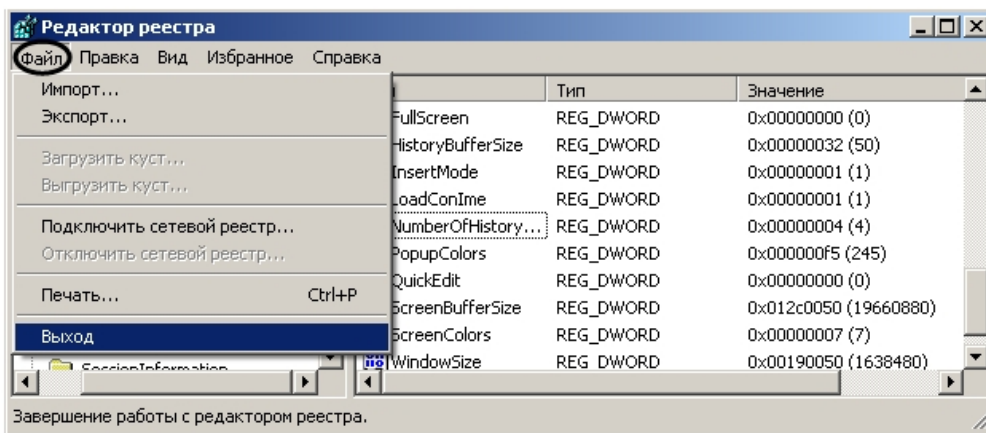 Редактор реестра
Файл Правка Вид Избранное Справка
Импорт...
Экспорт...
Загрузить куст...
Выгрузить куст...
Подключить сетевой реестр...
Отключить сетевой реестр...
Печать... Ctrl+P
Выход
Тип Значение
FullScreen REG_DWORD 0x00000000 (0)
HistoryBufferSize REG_DWORD 0x00000032 (50)
InsertMode REG_DWORD 0x00000001 (1)
LoadConIme REG_DWORD 0x00000001 (1)
NumberOfHistory... REG_DWORD 0x00000004 (4)
PopupColors REG_DWORD 0x000000f5 (245)
QuickEdit REG_DWORD 0x00000000 (0)
ScreenBufferSize REG_DWORD 0x012c0050 (19660880)
ScreenColors REG_DWORD 0x00000007 (7)
WindowSize REG_DWORD 0x00190050 (1638480)
SessionInformation
Завершение работы с редактором реестра.